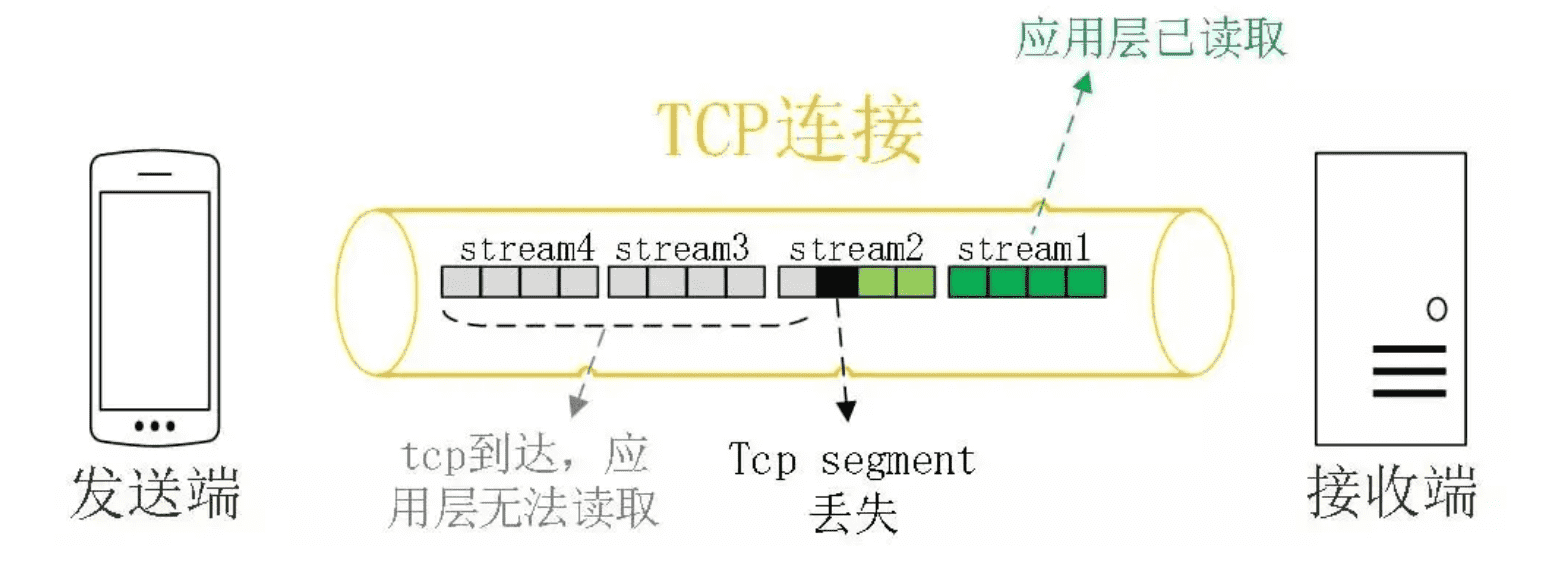 应用层已读取
TCP连接
stream4 stream3 stream2 stream1
tcp到达，应
用层无法读取
Tcp segment
丢失
发送端
接收端